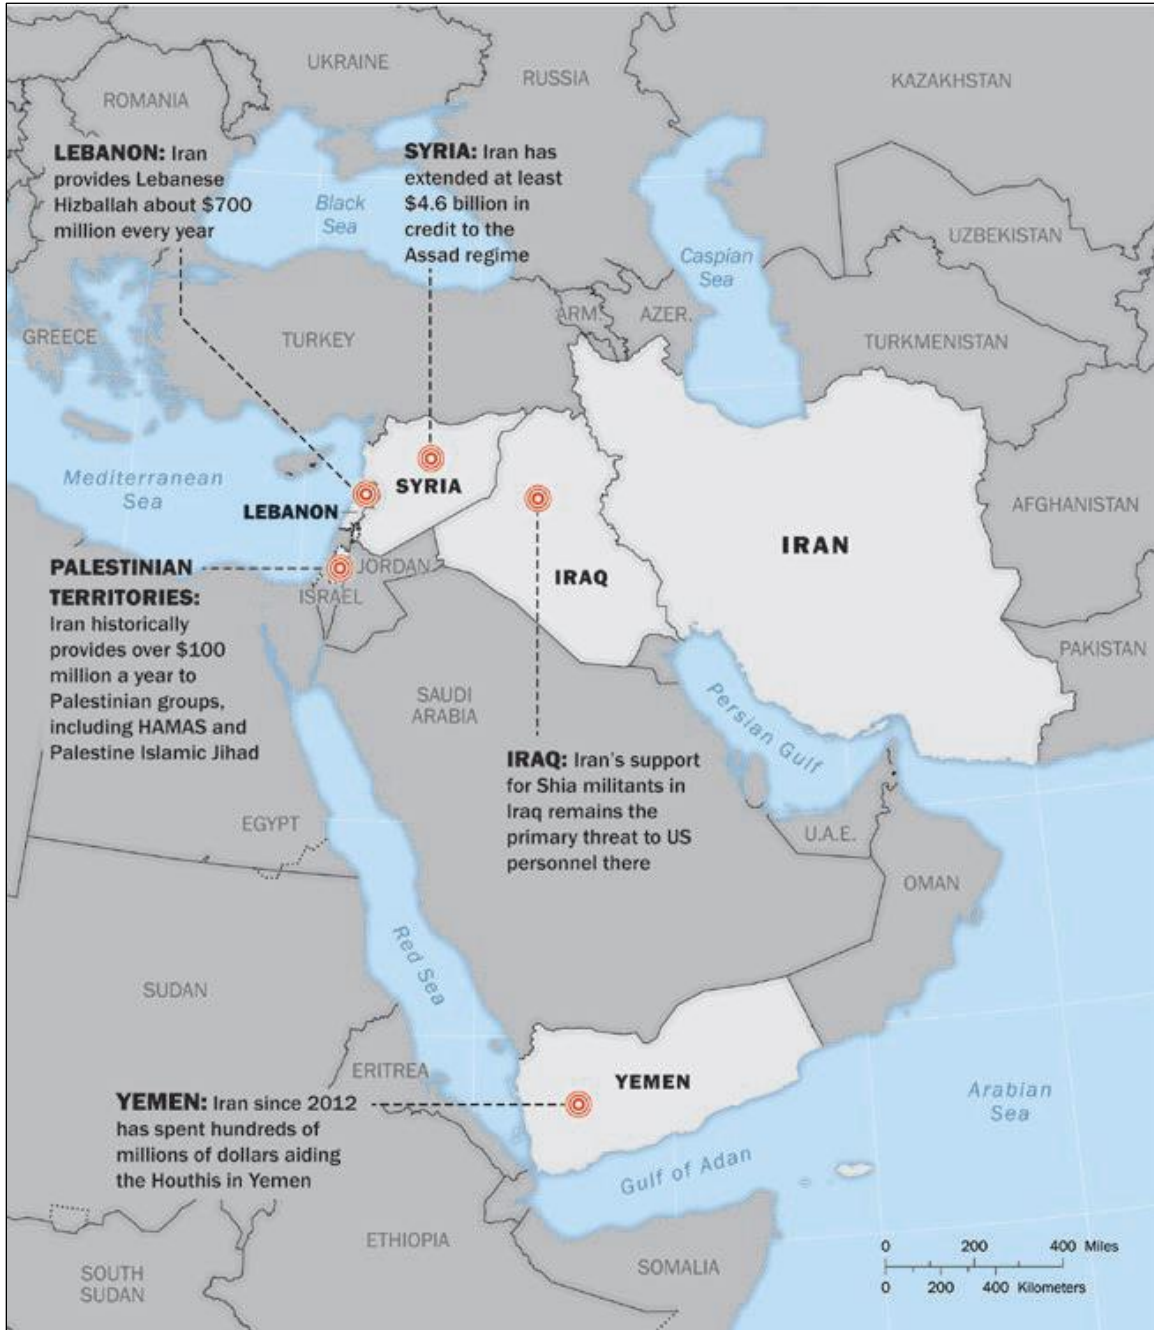 UKRAINE
RUSSIA
KAZAKHSTAN
ROMANIA
LEBANON: Iran
provides Lebanese
Hizballah about $700
million every year
SYRIA: Iran has
extended at least
$4.6 billion in
credit to the
Assad regime
Black
Sea
Caspian
Sea
UZBEKISTAN
GREECE
TURKEY
ARM.
AZER.
TURKMENISTAN
Mediterranean
Sea
SYRIA
LEBANON
AFGHANISTAN
IRAN
IRAQ
JORDAN
ISRAEL
PALESTINIAN
TERRITORIES:
Iran historically
provides over $100
million a year to
Palestinian groups,
including HAMAS and
Palestine Islamic Jihad
PAKISTAN
SAUDI
ARABIA
Persian Gulf
IRAQ: Iran's support
for Shia militants in
Iraq remains the
primary threat to US
personnel there
EGYPT
U.A.E.
OMAN
Red Sea
SUDAN
ERITREA
YEMEN
Arabian
Sea
YEMEN: Iran since 2012
has spent hundreds of
millions of dollars aiding
the Houthis in Yemen
Gulf of Adan
ETHIOPIA
SOMALIA
SOUTH
SUDAN
0 200 400 Miles
0 200 400 Kilometers